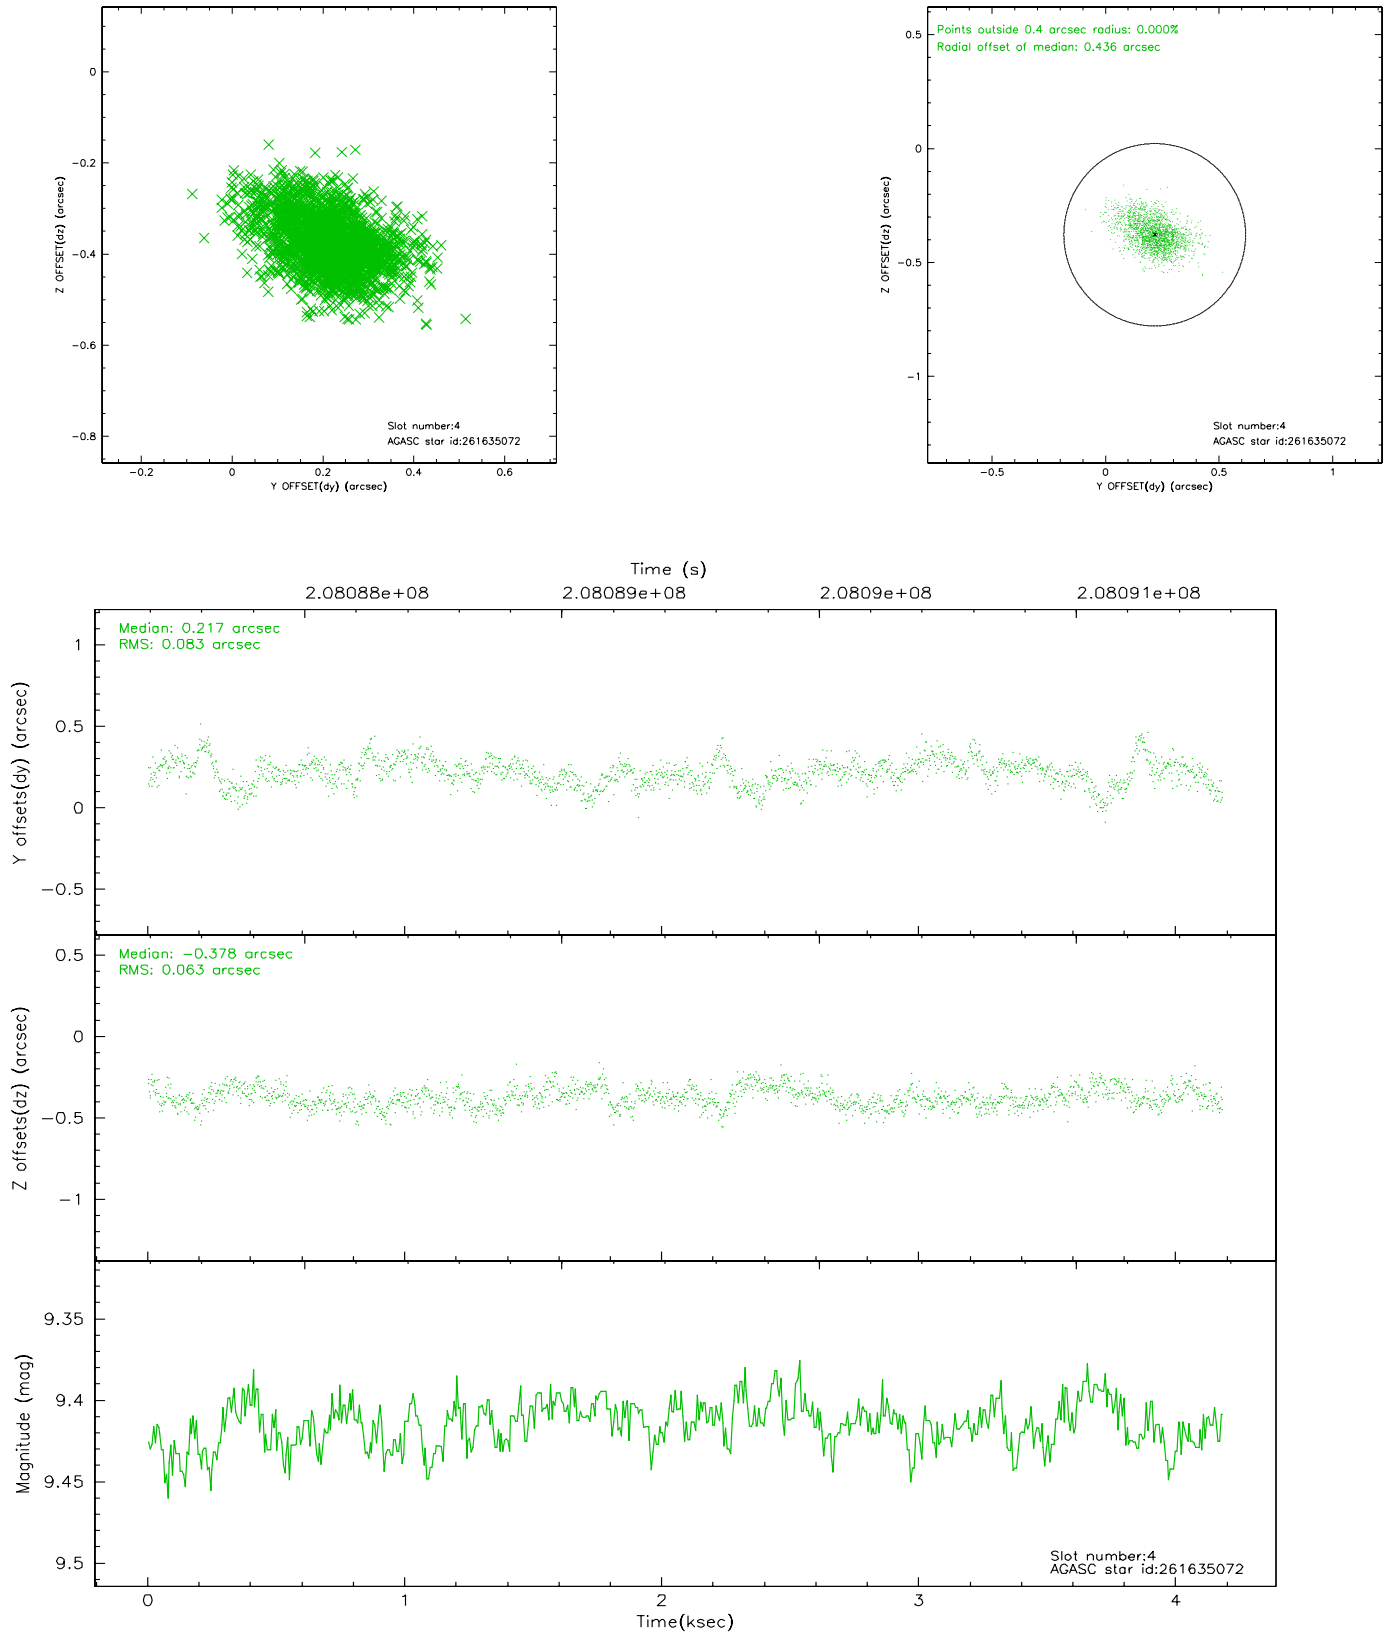 0
−0.2
−0.4
−0.6
−0.8
Z OFFSET(dz) (arcsec)
Slot number:4
AGASC star id:261635072
−0.2
0
0.2
0.4
0.6
Y OFFSET(dy) (arcsec)
Points outside 0.4 arcsec radius: 0.000%
Radial offset of median: 0.436 arcsec
0.5
0
−0.5
−1
Z OFFSET(dz) (arcsec)
Slot number:4
AGASC star id:261635072
−0.5
0
0.5
1
Y OFFSET(dy) (arcsec)
Time (s)
2.08088e+08
2.08089e+08
2.0809e+08
2.08091e+08
Median: 0.217 arcsec
RMS: 0.083 arcsec
1
0.5
0
−0.5
Y offsets(dy) (arcsec)
Median: −0.378 arcsec
RMS: 0.063 arcsec
0.5
0
−0.5
−1
Z offsets(dz) (arcsec)
9.35
9.4
9.45
9.5
Magnitude (mag)
Slot number:4
AGASC star id:261635072
0
1
2
3
4
Time(ksec)